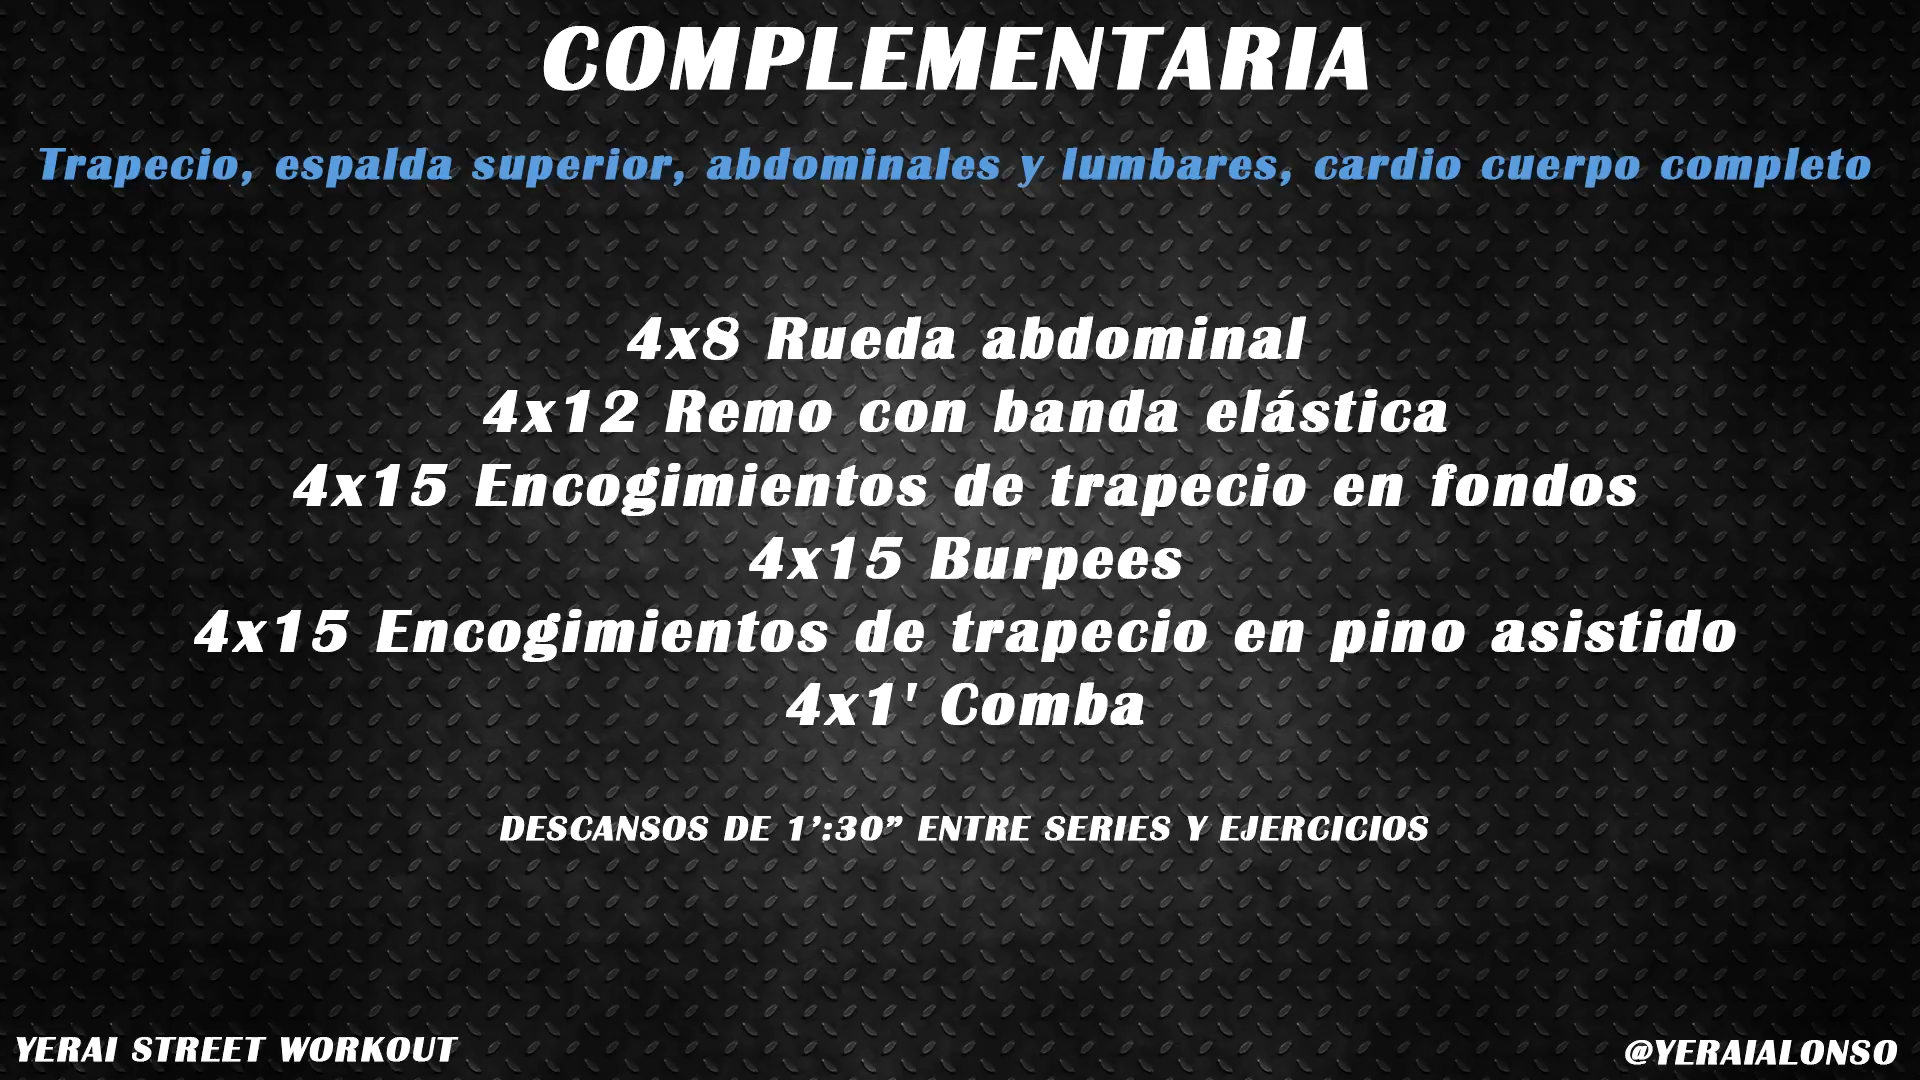 COMPLEMENTARIA
Trapecio, espalda superior, abdominales y lumbares, cardio cuerpo completo
4x8 Rueda abdominal
4x12 Remo con banda elástica
4x15 Encogimientos de trapecio en fondos
4x15 Burpees
4x15 Encogimientos de trapecio en pino asistido
4x1' Comba
DESCANSOS DE 1’:30” ENTRE SERIES Y EJERCICIOS
YERAI STREET WORKOUT
@YERAIALONSO